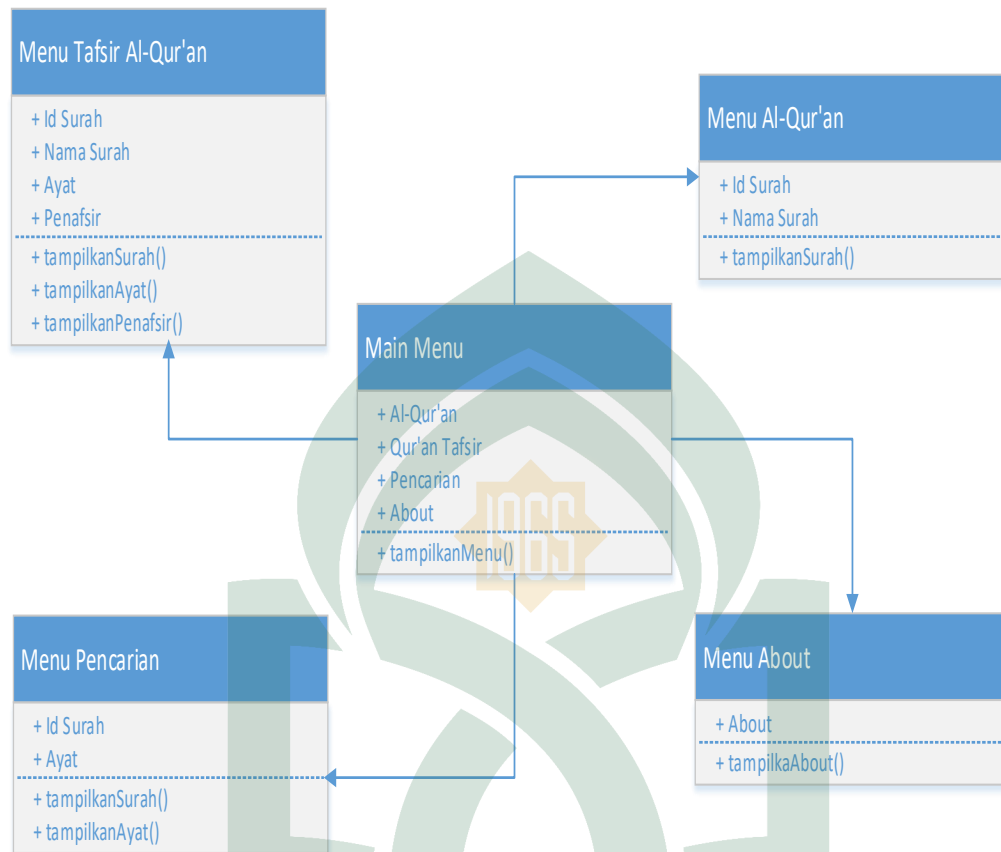 Menu Tafsir Al-Qur'an
+ Id Surah
+ Nama Surah
+ Ayat
+ Penafsir
+ tampilkanSurah()
+ tampilkanAyat()
+ tampilkanPenafsir()
Menu Al-Qur'an
+ Id Surah
+ Nama Surah
+ tampilkanSurah()
Main Menu
+ Al-Qur'an
+ Qur'an Tafsir
+ Pencarian
+ About
+ tampilkanMenu()
1965
Menu Pencarian
+ Id Surah
+ Ayat
+ tampilkanSurah()
+ tampilkanAyat()
Menu About
+ About
+ tampilkaAbout()